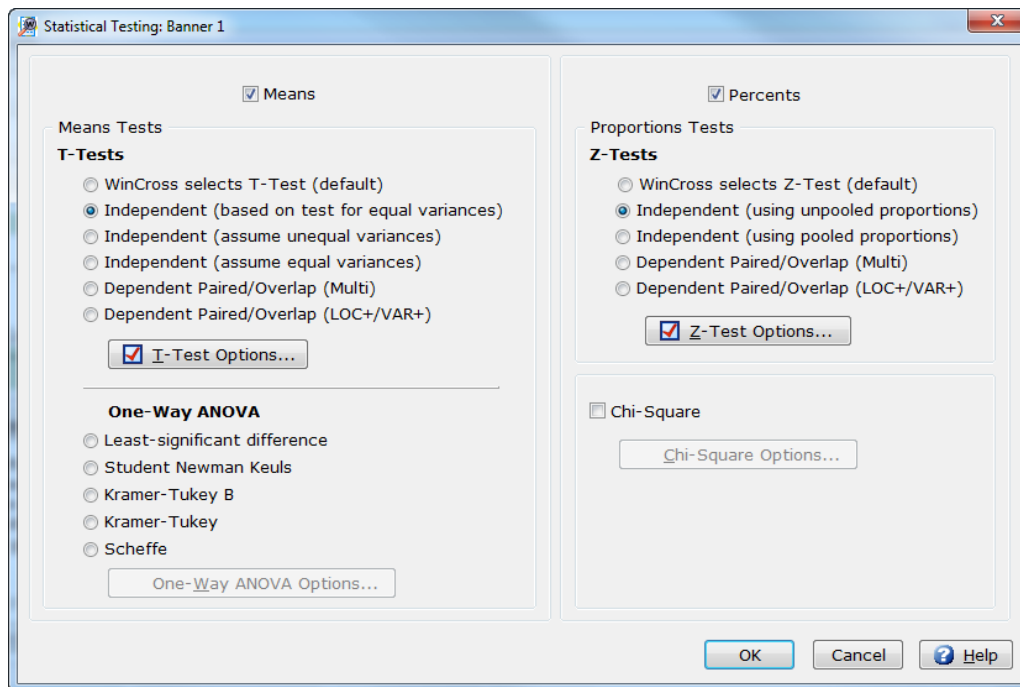 Statistical Testing: Banner 1
Means
Means Tests
T-Tests
WinCross selects T-Test (default)
Independent (based on test for equal variances)
Independent (assume unequal variances)
Independent (assume equal variances)
Dependent Paired/Overlap (Multi)
Dependent Paired/Overlap (LOC+/VAR+)
T-Test Options...
One-Way ANOVA
Least-significant difference
Student Newman Keuls
Kramer-Tukey B
Kramer-Tukey
Scheffe
One-Way ANOVA Options...
Percents
Proportions Tests
Z-Tests
WinCross selects Z-Test (default)
Independent (using unpooled proportions)
Independent (using pooled proportions)
Dependent Paired/Overlap (Multi)
Dependent Paired/Overlap (LOC+/VAR+)
Z-Test Options...
Chi-Square
Chi-Square Options...
OK
Cancel
Help